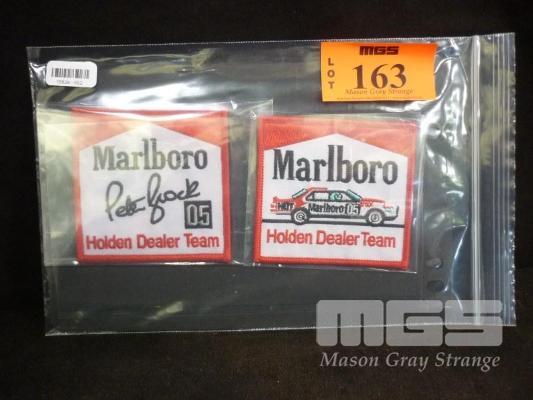 MGS
LOT
163
Mason Gray Strange
Marlboro
Peter Brock
05
Holden Dealer Team
Marlboro
HDT Marlboro 05
Holden Dealer Team
MGS
Mason Gray Strange